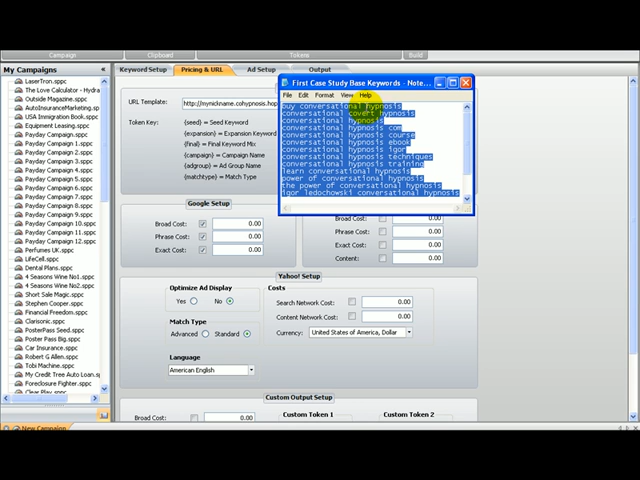 Campaign
Clipboard
Tokens
Build
My Campaigns
LaserTron.sppc
The Love Calculator - Hydra
Outside Magazine.sppc
AutoInsuranceMarketing.sp
USA Immigration Book.spp
Equipment Leasing.sppc
Payday Campaign 1.sppc
Payday Campaign 2.sppc
Payday Campaign 3.sppc
Payday Campaign 4.sppc
Payday Campaign 5.sppc
Payday Campaign 6.sppc
Payday Campaign 9.sppc
Payday Campaign 10.sppc
Payday Campaign 11.sppc
Payday Campaign 12.sppc
Perfumes UK.sppc
LifeCell.sppc
Dental Plans.sppc
4 Seasons Wine No1.sppc
4 Seasons Wine No2.sppc
Short Sale Magic.sppc
Stephen Cooper.sppc
Financial Freedom.sppc
Clarisonic.sppc
PosterPass Seed.sppc
Poster Pass Big.sppc
Car Insurance.sppc
Robert G Allen.sppc
Tobi Machine.sppc
My Credit Tree Auto Loan.s
Foreclosure Fighter.sppc
Clear Play.sppc
New Campaign
Keyword Setup
Pricing & URL
Ad Setup
Output
URL Template:
http://mynickname.cohypnosis.hop
Token Key:
{seed} = Seed Keyword
{expansion} = Expansion Keyword
{final} = Final Keyword Mix
{campaign} = Campaign Name
{adgroup} = Ad Group Name
{matchtype} = Match Type
First Case Study Base Keywords - Note...
File Edit Format View Help
buy conversational hypnosis
conversational covert hypnosis
conversational hypnosis
conversational hypnosis com
conversational hypnosis course
conversational hypnosis ebook
conversational hypnosis igor
conversational hypnosis techniques
conversational hypnosis training
learn conversational hypnosis
power of conversational hypnosis
the power of conversational hypnosis
igor ledochowski conversational hypnosis
Google Setup
Broad Cost: 0.00
Phrase Cost: 0.00
Exact Cost: 0.00
Broad Cost: 0.00
Phrase Cost: 0.00
Exact Cost: 0.00
Content: 0.00
Yahoo! Setup
Optimize Ad Display
Yes No
Match Type
Advanced Standard
Language
American English
Costs
Search Network Cost: 0.00
Content Network Cost: 0.00
Currency: United States of America, Dollar
Custom Output Setup
Broad Cost: 0.00
Custom Token 1
Custom Token 2